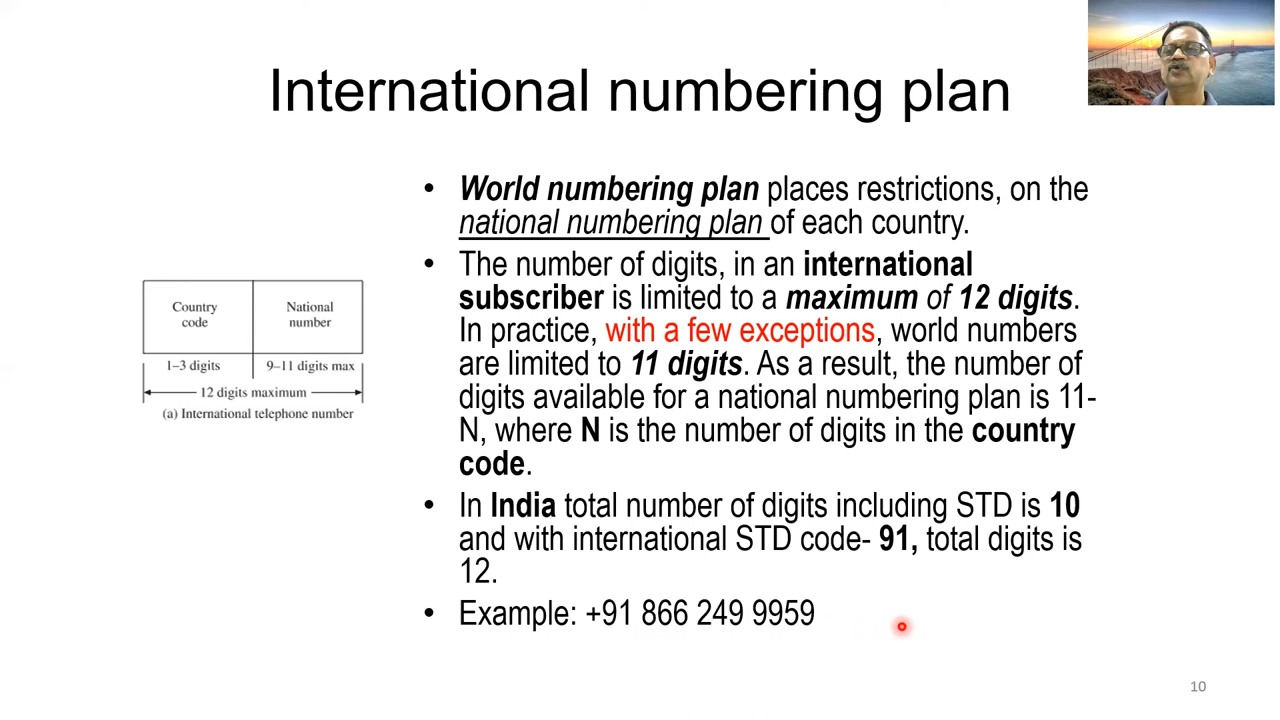 International numbering plan
• World numbering plan places restrictions, on the
national numbering plan of each country.
• The number of digits, in an international
subscriber is limited to a maximum of 12 digits.
In practice, with a few exceptions, world numbers
are limited to 11 digits. As a result, the number of
digits available for a national numbering plan is 11-
N, where N is the number of digits in the country
code.
• In India total number of digits including STD is 10
and with international STD code- 91, total digits is
12.
• Example: +91 866 249 9959
Country
code
National
number
1–3 digits
9–11 digits max
12 digits maximum
(a) International telephone number
10